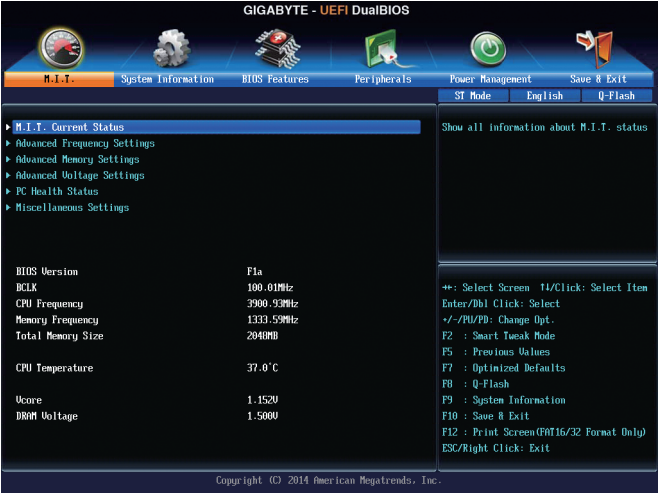 GIGABYTE - UEFI DualBIOS
M.I.T. System Information BIOS Features Peripherals Power Management Save & Exit
ST Mode English Q-Flash
M.I.T. Current Status
Advanced Frequency Settings
Advanced Memory Settings
Advanced Voltage Settings
PC Health Status
Miscellaneous Settings
Show all information about M.I.T. status
BIOS Version F1a
BCLK 100.01MHz
CPU Frequency 3900.93MHz
Memory Frequency 1333.59MHz
Total Memory Size 2048MB
CPU Temperature 37.0°C
Vcore 1.152V
DRAM Voltage 1.500V
→←: Select Screen ↑↓/Click: Select Item
Enter/Dbl Click: Select
+/-/PU/PD: Change Opt.
F2 : Smart Tweak Mode
F5 : Previous Values
F7 : Optimized Defaults
F8 : Q-Flash
F9 : System Information
F10 : Save & Exit
F12 : Print Screen(FAT16/32 Format Only)
ESC/Right Click: Exit
Copyright (C) 2014 American Megatrends, Inc.